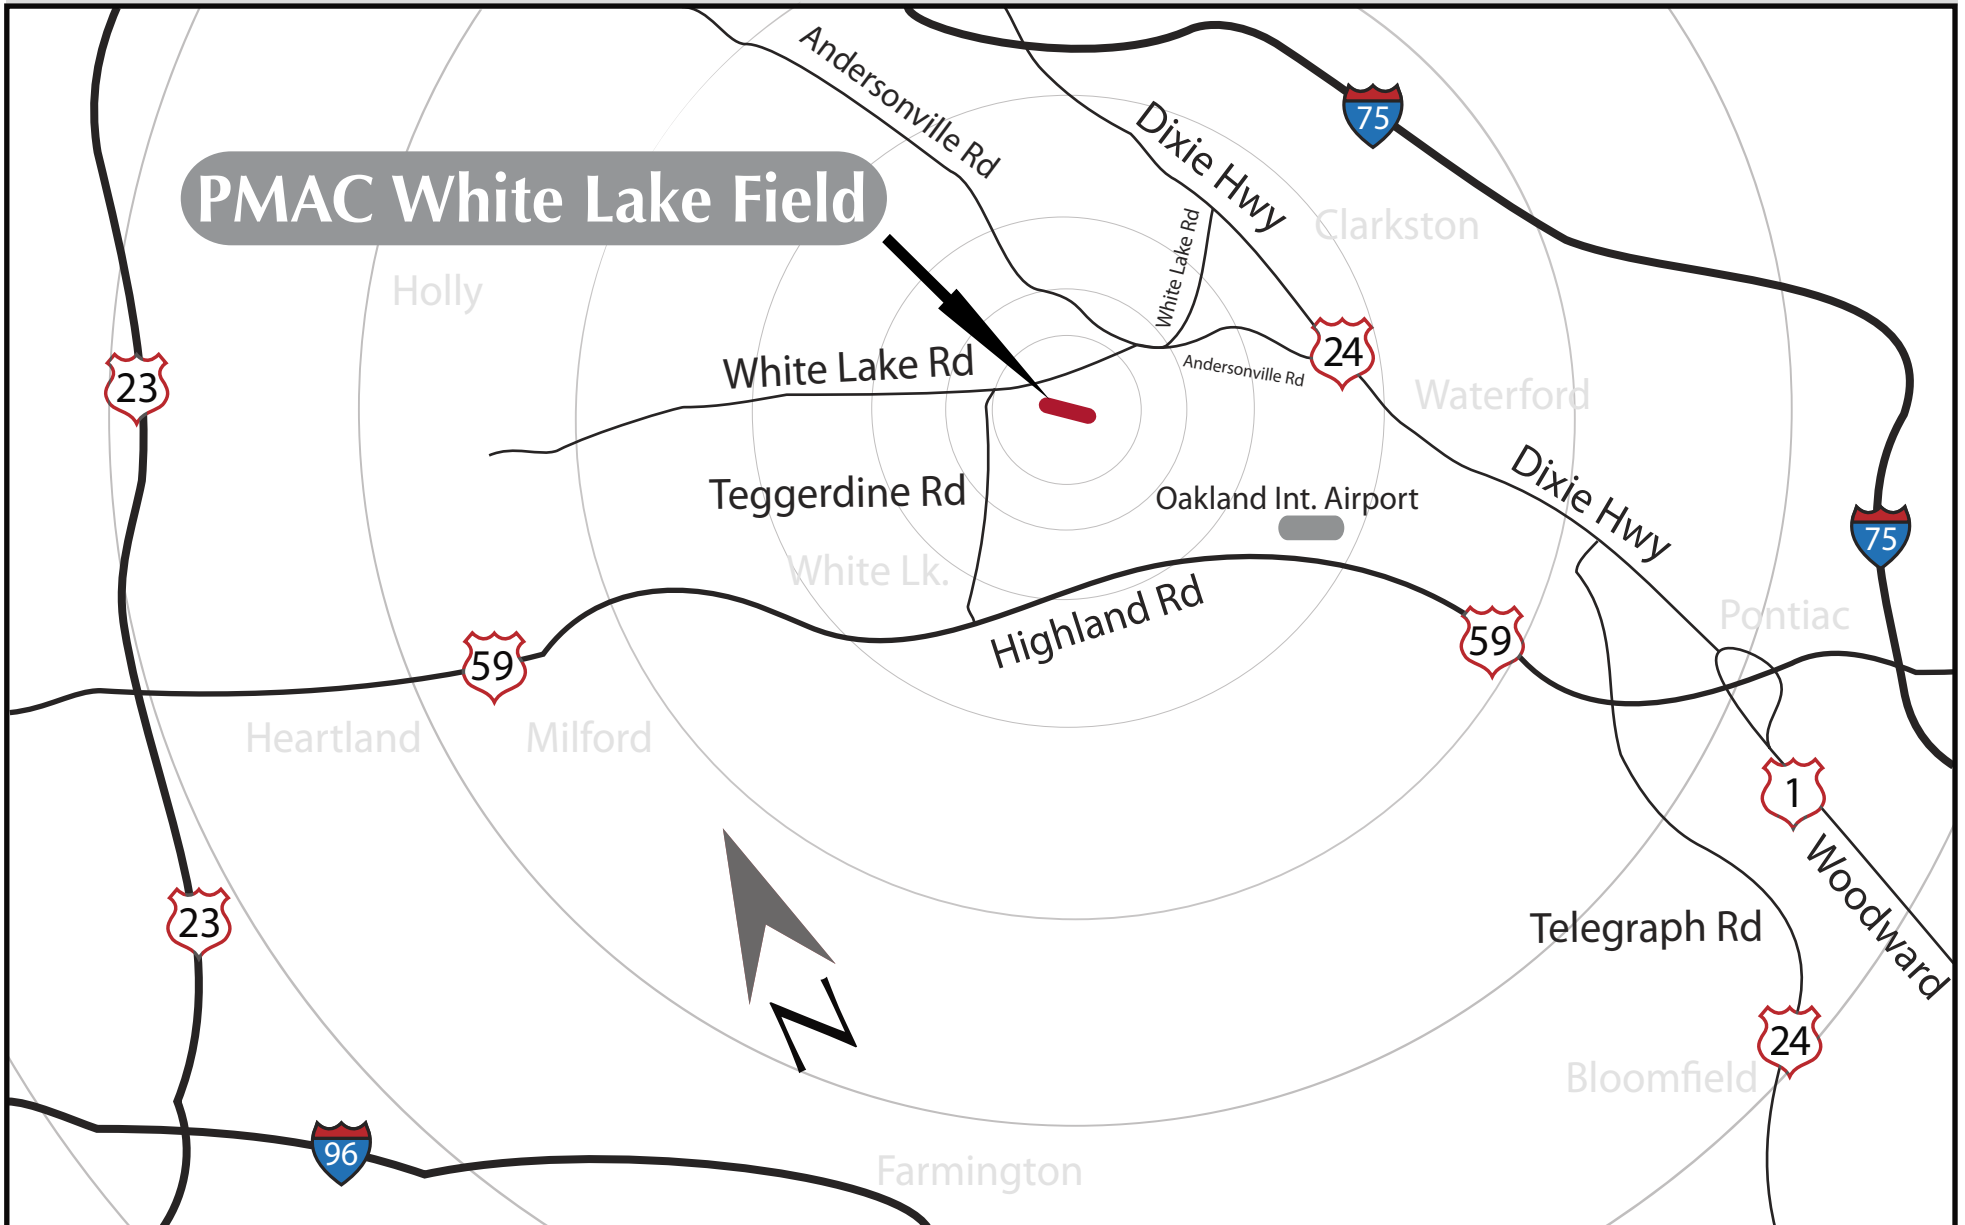 Andersonville Rd
Dixie Hwy
75
PMAC White Lake Field
Clarkston
White Lake Rd
Holly
24
White Lake Rd
Andersonville Rd
23
Waterford
Teggerdine Rd
Oakland Int. Airport
Dixie Hwy
75
White Lk.
Highland Rd
Pontiac
59
59
Heartland
Milford
1
Woodward
23
Telegraph Rd
N
24
Bloomfield
96
Farmington